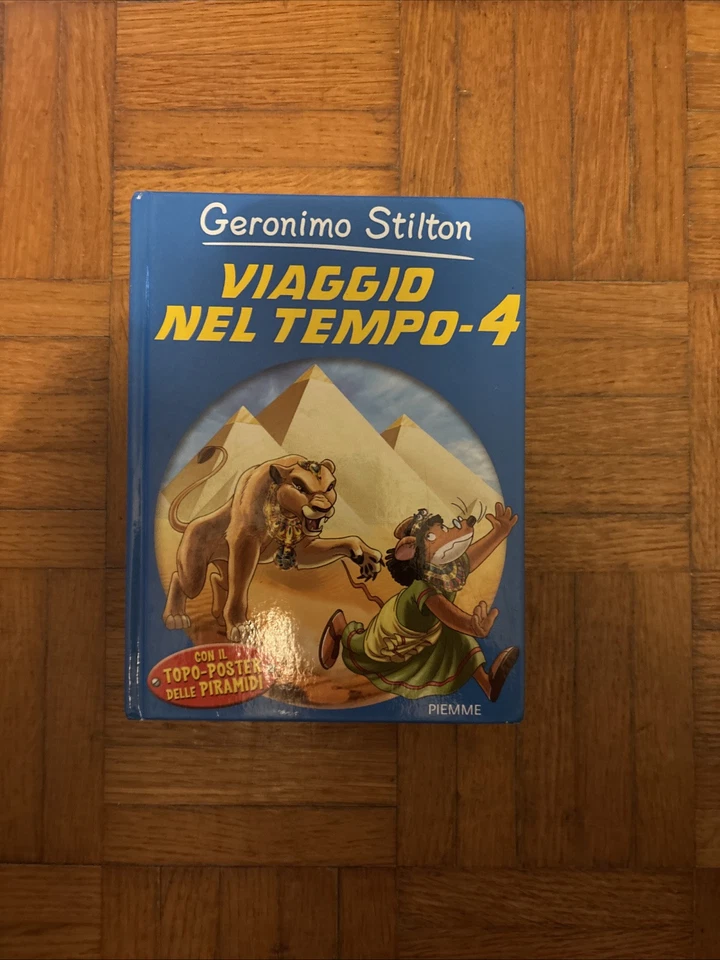 Geronimo Stilton
VIAGGIO
NEL TEMPO-4
CON IL
TOPO-POSTER
DELLE PIRAMIDI
PIEMME